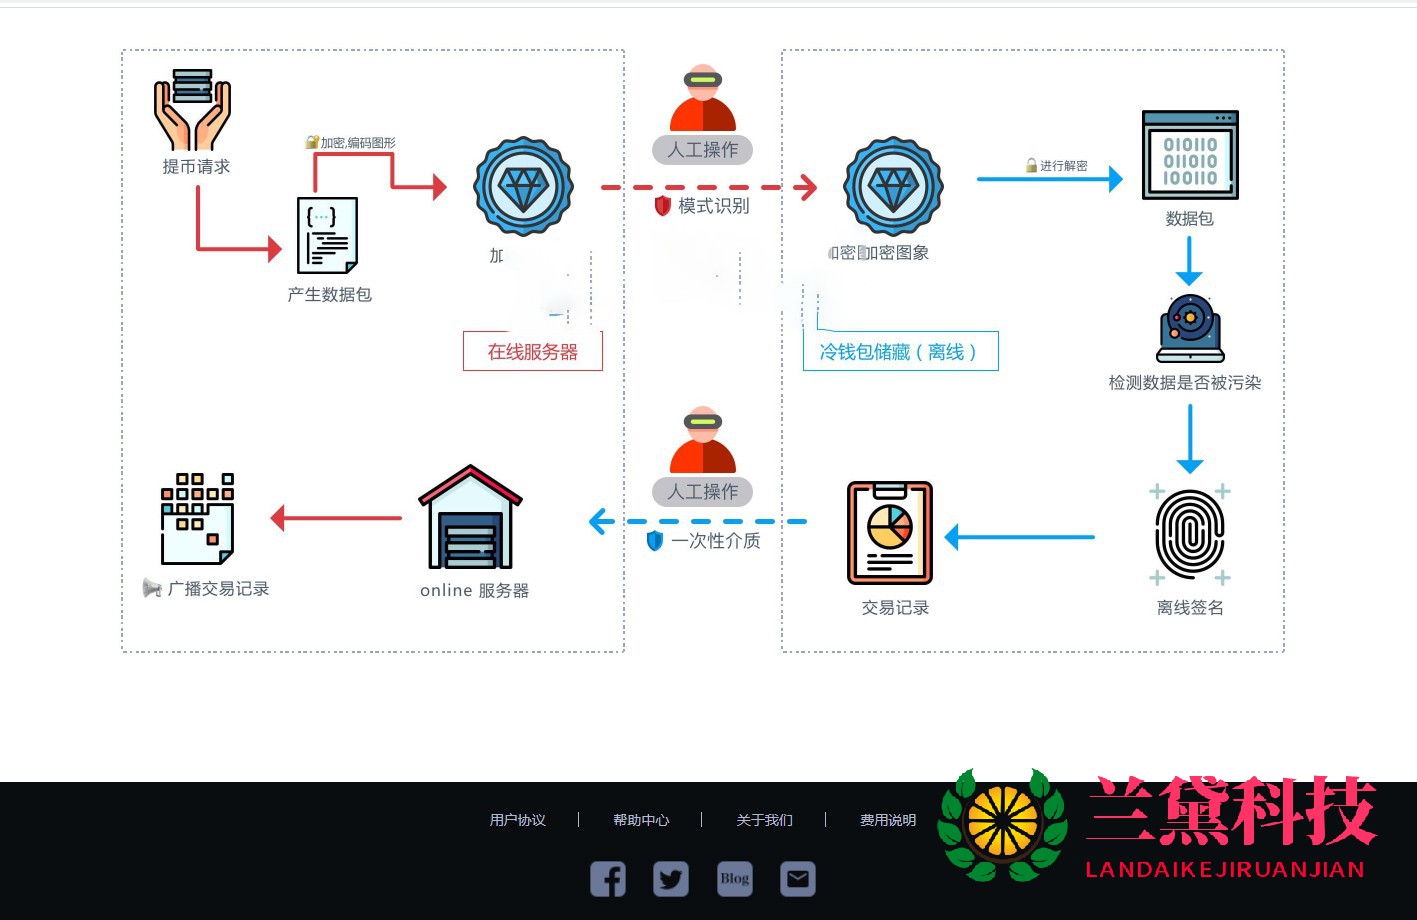 提币请求
加密,编码图形
产生数据包
{...}
加
人工操作
模式识别
加密图象
进行解密
010110
011010
100110
数据包
检测数据是否被污染
在线服务器
冷钱包储藏（离线）
离线签名
交易记录
人工操作
一次性介质
online 服务器
广播交易记录
用户协议
帮助中心
关于我们
费用说明
Blog
兰黛科技
LANDAIKEJIRUANJIAN